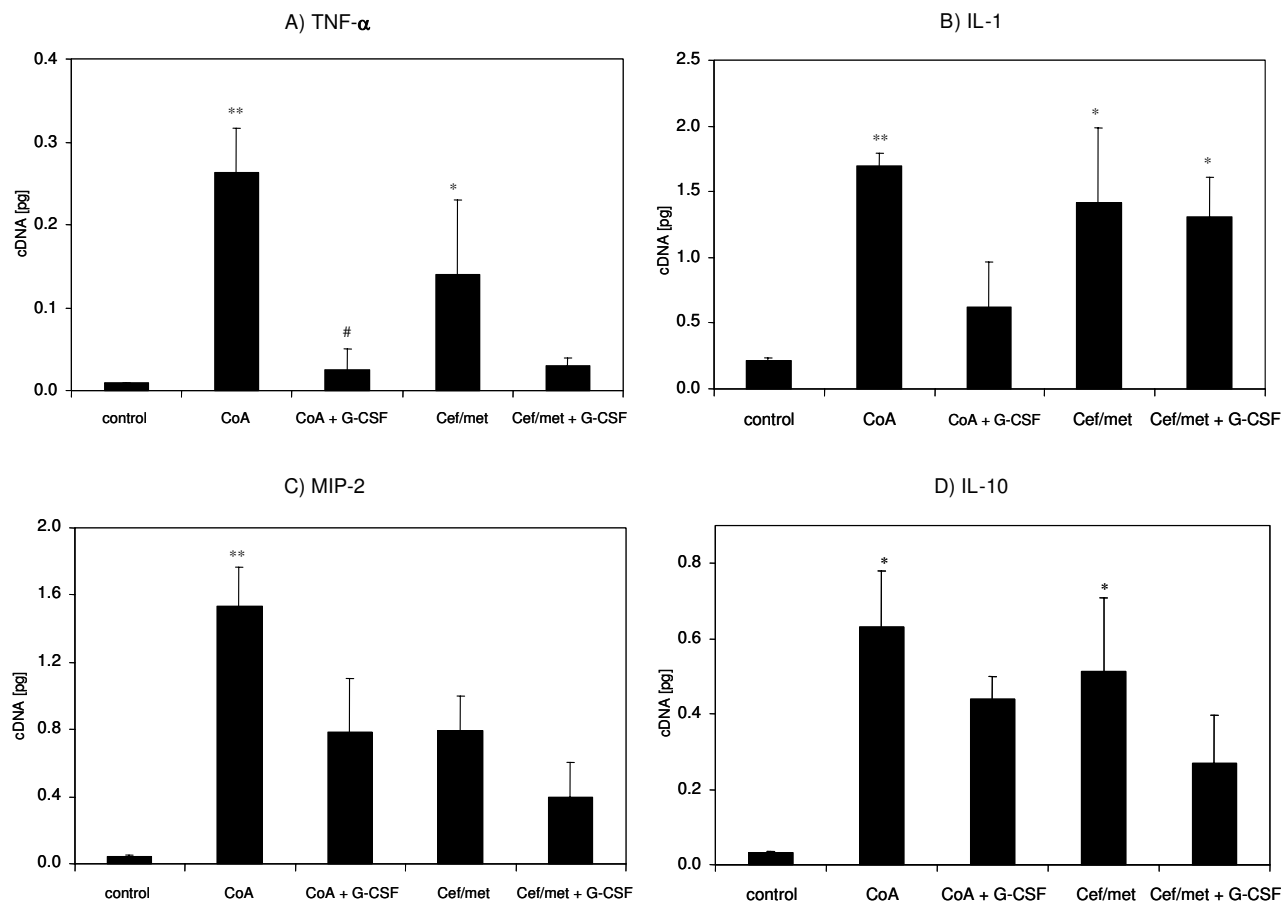 A) TNF-α
0.4
**
0.3
*
cDNA [pg]
0.2
0.1
#
0.0
control CoA CoA + G-CSF Cef/met Cef/met + G-CSF
B) IL-1
2.5
2.0
*
**
*
1.5
cDNA [pg]
1.0
0.5
0.0
control CoA CoA + G-CSF Cef/met Cef/met + G-CSF
C) MIP-2
2.0
**
1.6
1.2
cDNA [pg]
0.8
0.4
0.0
control CoA CoA + G-CSF Cef/met Cef/met + G-CSF
D) IL-10
0.8
*
*
0.6
cDNA [pg]
0.4
0.2
0.0
control CoA CoA + G-CSF Cef/met Cef/met + G-CSF